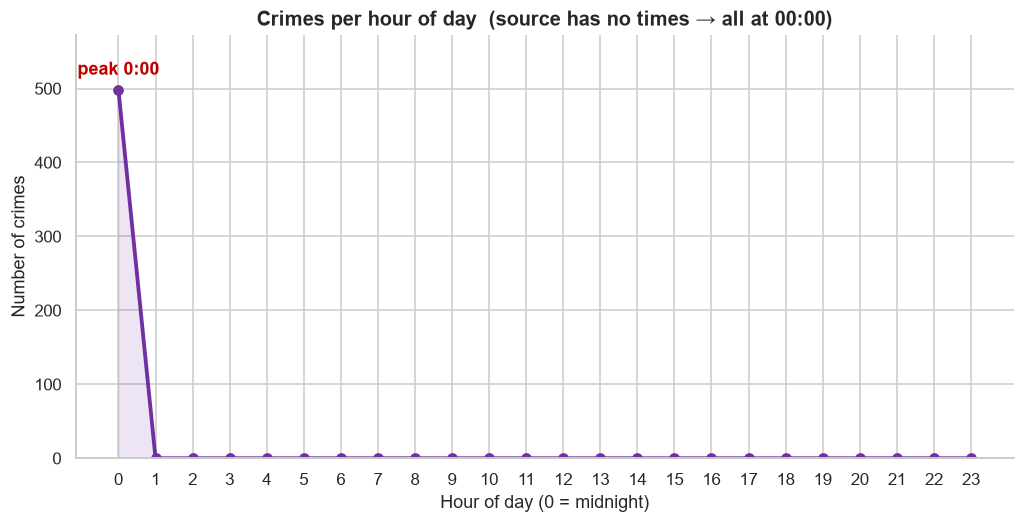 Crimes per hour of day  (source has no times → all at 00:00)
peak 0:00
500
400
300
200
100
0
Number of crimes
0 1 2 3 4 5 6 7 8 9 10 11 12 13 14 15 16 17 18 19 20 21 22 23
Hour of day (0 = midnight)